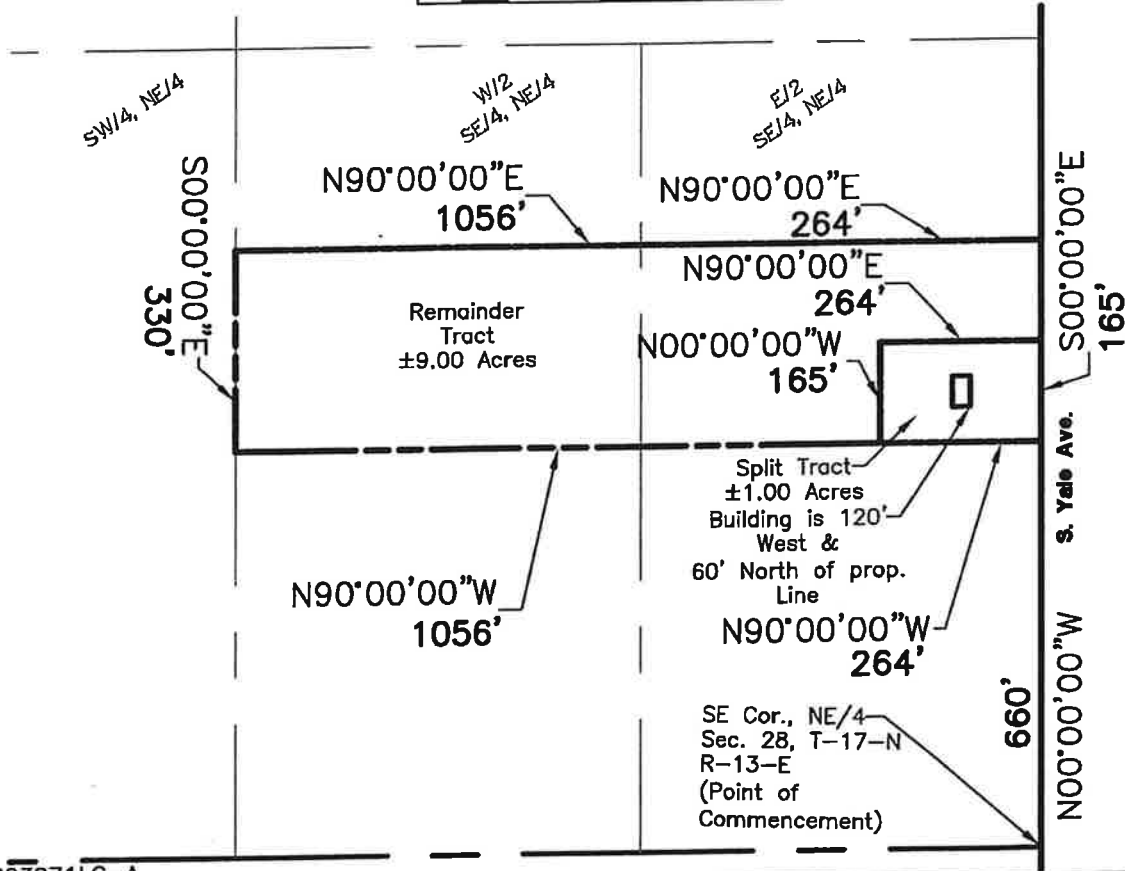 SW/4, NE/4
W/2
SE/4, NE/4
E/2
SE/4, NE/4
N90°00'00"E
1056'
N90°00'00"E
264'
S00°00'00"E
330'
S00°00'00"E
165'
N90°00'00"E
264'
Remainder
Tract
±9.00 Acres
N00°00'00"W
165'
S. Yale Ave.
Split Tract
±1.00 Acres
Building is 120'
West &
60' North of prop.
Line
N90°00'00"W
1056'
N90°00'00"W
264'
N00°00'00"W
660'
SE Cor., NE/4
Sec. 28, T-17-N
R-13-E
(Point of
Commencement)